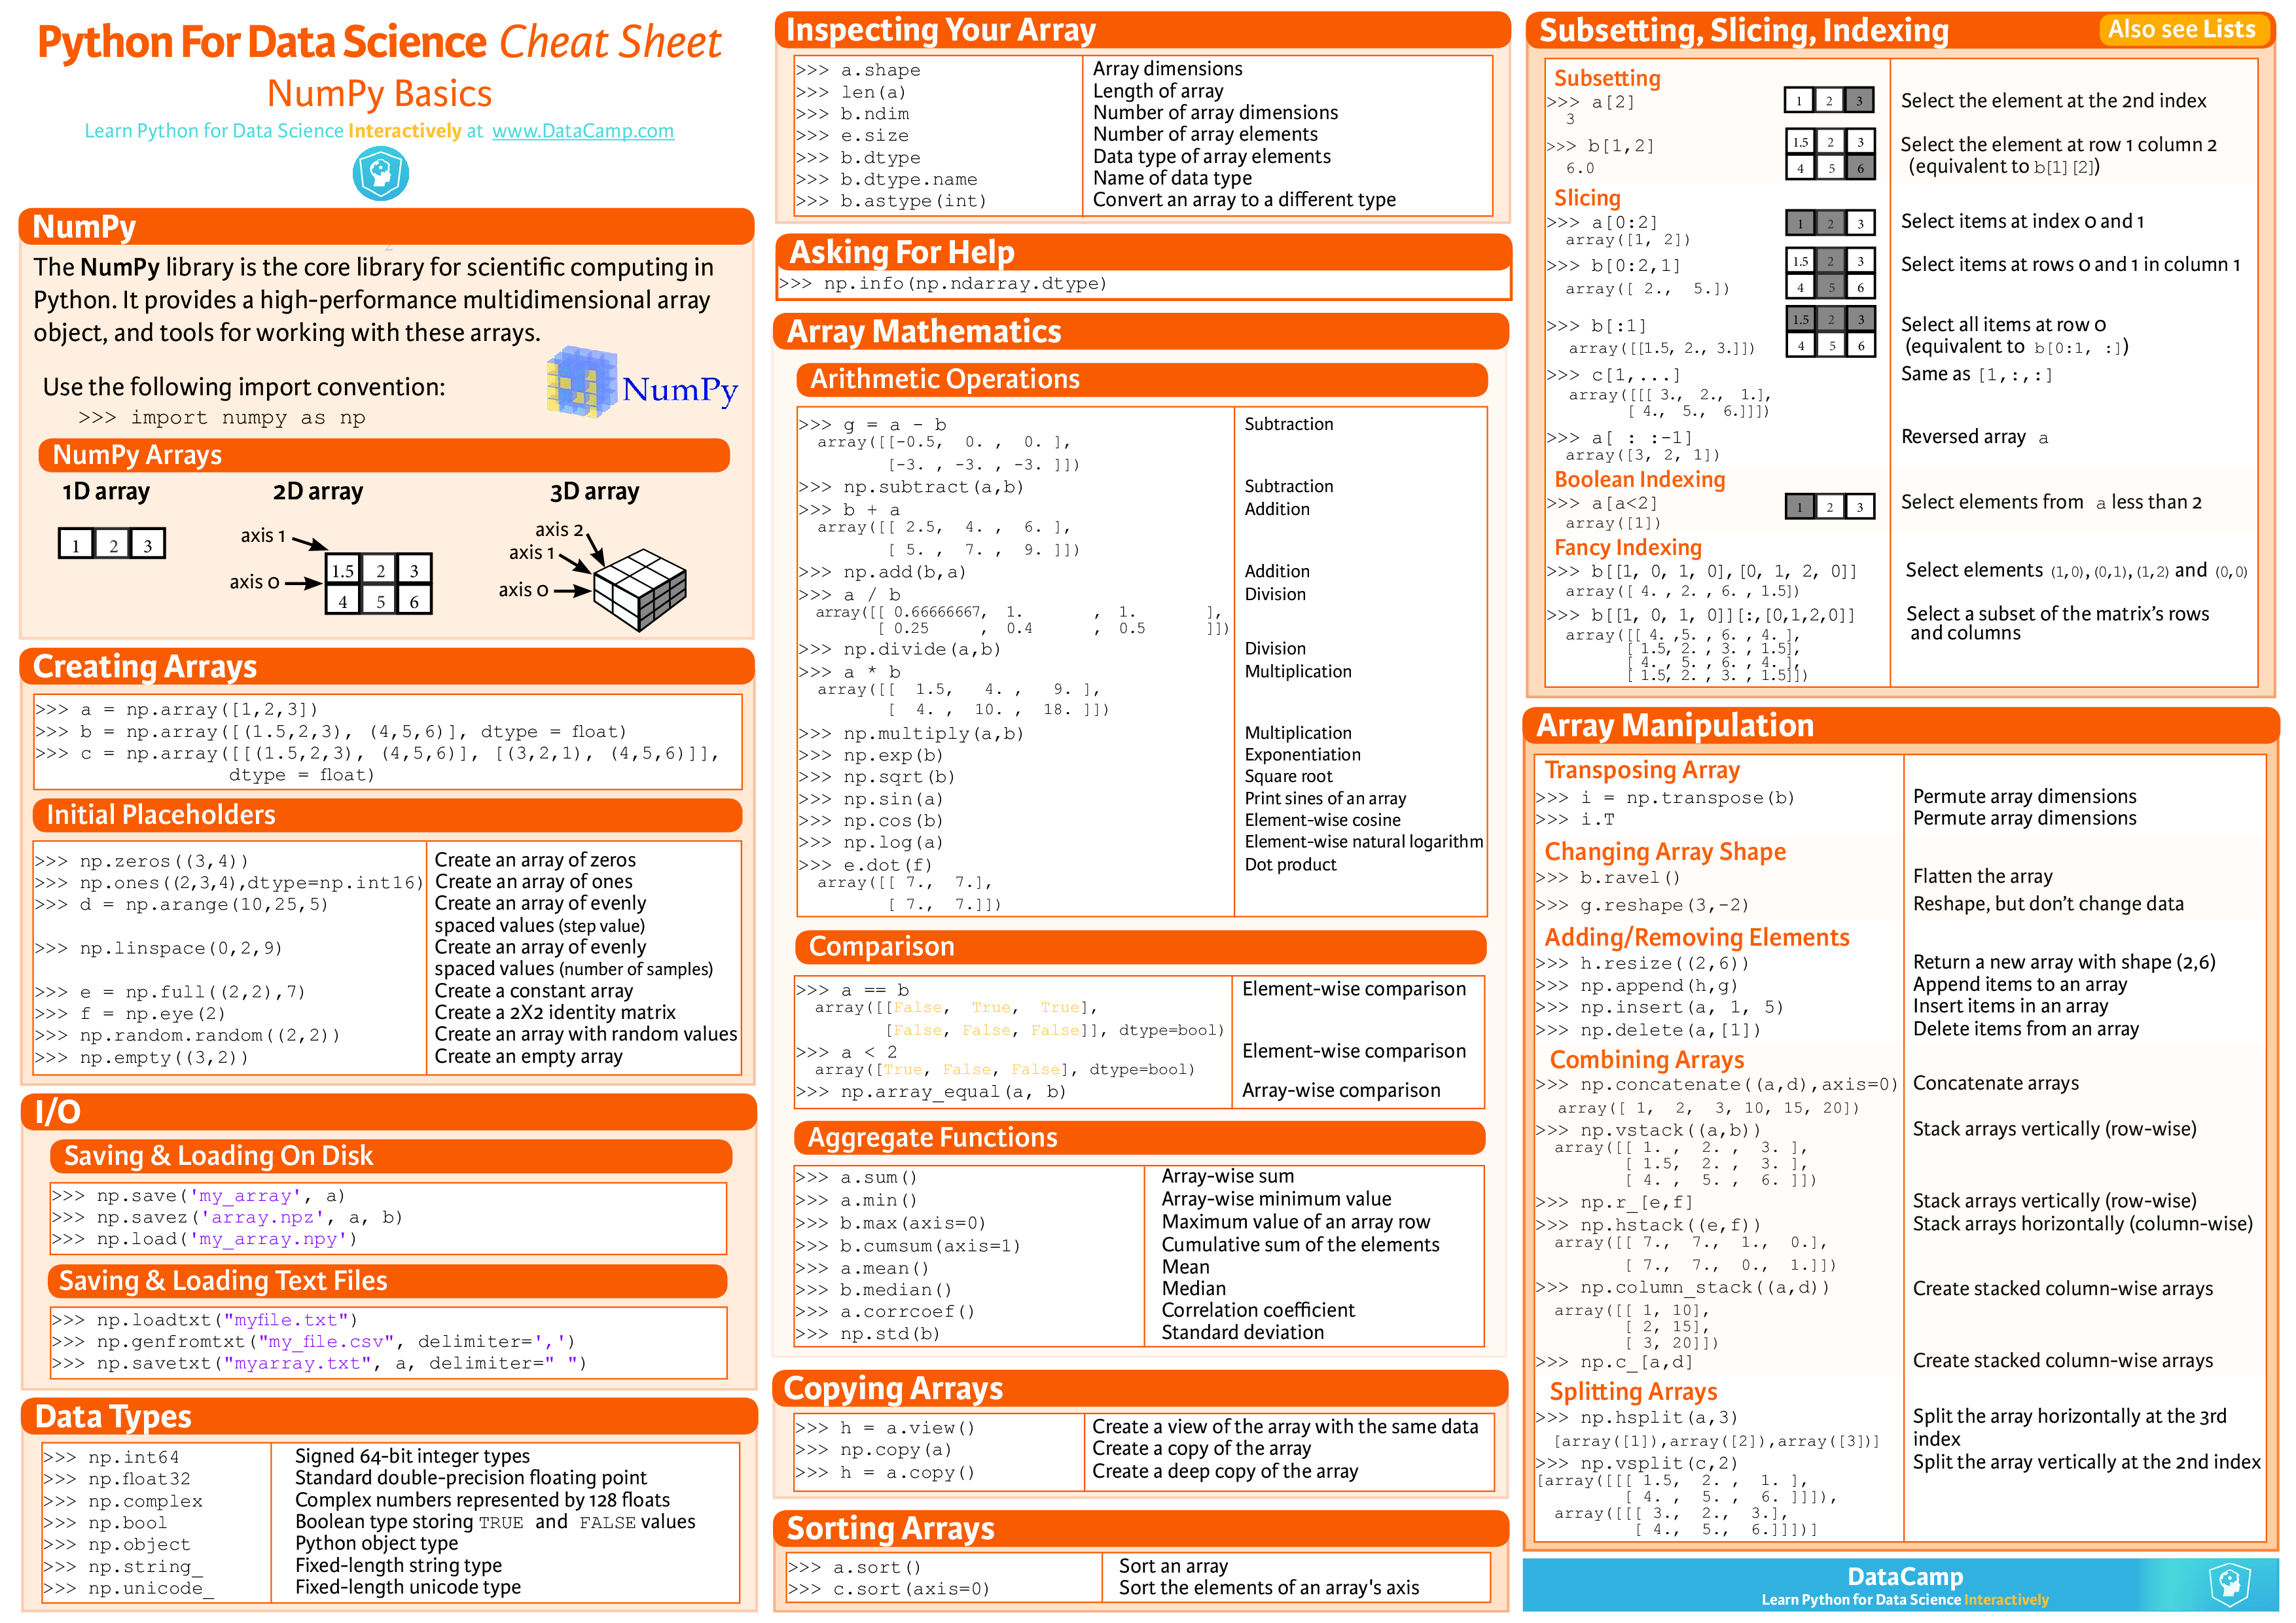 Python For Data Science Cheat Sheet
NumPy Basics
Learn Python for Data Science Interactively at www.DataCamp.com
NumPy
2
The NumPy library is the core library for scientific computing in
Python. It provides a high-performance multidimensional array
object, and tools for working with these arrays.
NumPy
Use the following import convention:
>>> import numpy as np
NumPy Arrays
1D array
2D array
3D array
1 2 3
axis 1
axis 0
1.5 2 3
4 5 6
axis 2
axis 1
axis 0
Creating Arrays
>>> a = np.array([1,2,3])
>>> b = np.array([(1.5,2,3), (4,5,6)], dtype = float)
>>> c = np.array([[(1.5,2,3), (4,5,6)], [(3,2,1), (4,5,6)]],
dtype = float)
Initial Placeholders
>>> np.zeros((3,4)) Create an array of zeros
>>> np.ones((2,3,4),dtype=np.int16) Create an array of ones
>>> d = np.arange(10,25,5) Create an array of evenly
spaced values (step value)
>>> np.linspace(0,2,9) Create an array of evenly
spaced values (number of samples)
>>> e = np.full((2,2),7) Create a constant array
>>> f = np.eye(2) Create a 2X2 identity matrix
>>> np.random.random((2,2)) Create an array with random values
>>> np.empty((3,2)) Create an empty array
I/O
Saving & Loading On Disk
>>> np.save('my_array', a)
>>> np.savez('array.npz', a, b)
>>> np.load('my_array.npy')
Saving & Loading Text Files
>>> np.loadtxt("myfile.txt")
>>> np.genfromtxt("my_file.csv", delimiter=',')
>>> np.savetxt("myarray.txt", a, delimiter=" ")
Data Types
>>> np.int64 Signed 64-bit integer types
>>> np.float32 Standard double-precision floating point
>>> np.complex Complex numbers represented by 128 floats
>>> np.bool Boolean type storing TRUE and FALSE values
>>> np.object Python object type
>>> np.string_ Fixed-length string type
>>> np.unicode_ Fixed-length unicode type
Inspecting Your Array
>>> a.shape Array dimensions
>>> len(a) Length of array
>>> b.ndim Number of array dimensions
>>> e.size Number of array elements
>>> b.dtype Data type of array elements
>>> b.dtype.name Name of data type
>>> b.astype(int) Convert an array to a different type
Asking For Help
>>> np.info(np.ndarray.dtype)
Array Mathematics
Arithmetic Operations
>>> g = a - b Subtraction
array([[-0.5, 0. , 0. ],
[-3. , -3. , -3. ]])
>>> np.subtract(a,b) Subtraction
>>> b + a Addition
array([[ 2.5, 4. , 6. ],
[ 5. , 7. , 9. ]])
>>> np.add(b,a) Addition
>>> a / b Division
array([[ 0.66666667, 1. , 1. ],
[ 0.25 , 0.4 , 0.5 ]])
>>> np.divide(a,b) Division
>>> a * b Multiplication
array([[ 1.5, 4. , 9. ],
[ 4. , 10. , 18. ]])
>>> np.multiply(a,b) Multiplication
>>> np.exp(b) Exponentiation
>>> np.sqrt(b) Square root
>>> np.sin(a) Print sines of an array
>>> np.cos(b) Element-wise cosine
>>> np.log(a) Element-wise natural logarithm
>>> e.dot(f) Dot product
array([[ 7., 7.],
[ 7., 7.]])
Comparison
>>> a == b Element-wise comparison
array([[False, True, True],
[False, False, False]], dtype=bool)
>>> a < 2 Element-wise comparison
array([True, False, False], dtype=bool)
>>> np.array_equal(a, b) Array-wise comparison
Aggregate Functions
>>> a.sum() Array-wise sum
>>> a.min() Array-wise minimum value
>>> b.max(axis=0) Maximum value of an array row
>>> b.cumsum(axis=1) Cumulative sum of the elements
>>> a.mean() Mean
>>> b.median() Median
>>> a.corrcoef() Correlation coefficient
>>> np.std(b) Standard deviation
Copying Arrays
>>> h = a.view() Create a view of the array with the same data
>>> np.copy(a) Create a copy of the array
>>> h = a.copy() Create a deep copy of the array
Sorting Arrays
>>> a.sort() Sort an array
>>> c.sort(axis=0) Sort the elements of an array's axis
Subsetting, Slicing, Indexing
Also see Lists
Subsetting
>>> a[2] 1 2 3 Select the element at the 2nd index
3
>>> b[1,2] 1.5 2 3 Select the element at row 1 column 2
6.0 4 5 6 (equivalent to b[1][2])
Slicing
>>> a[0:2] 1 2 3 Select items at index 0 and 1
array([1, 2])
>>> b[0:2,1] 1.5 2 3 Select items at rows 0 and 1 in column 1
array([ 2., 5.]) 4 5 6
>>> b[:1] 1.5 2 3 Select all items at row 0
array([[1.5, 2., 3.]]) 4 5 6 (equivalent to b[0:1, :])
>>> c[1,...] Same as [1,:,:]
array([[[ 3., 2., 1.],
[ 4., 5., 6.]]])
>>> a[ : :-1] Reversed array a
array([3, 2, 1])
Boolean Indexing
>>> a[a<2] 1 2 3 Select elements from a less than 2
array([1])
Fancy Indexing
>>> b[[1, 0, 1, 0],[0, 1, 2, 0]] Select elements (1,0),(0,1),(1,2) and (0,0)
array([ 4. , 2. , 6. , 1.5])
>>> b[[1, 0, 1, 0]][:,[0,1,2,0]] Select a subset of the matrix's rows
and columns
array([[ 4. ,5. , 6. , 4. ],
[ 1.5, 2. , 3. , 1.5],
[ 4. , 5. , 6. , 4. ],
[ 1.5, 2. , 3. , 1.5]])
Array Manipulation
Transposing Array
>>> i = np.transpose(b) Permute array dimensions
>>> i.T Permute array dimensions
Changing Array Shape
>>> b.ravel() Flatten the array
>>> g.reshape(3,-2) Reshape, but don't change data
Adding/Removing Elements
>>> h.resize((2,6)) Return a new array with shape (2,6)
>>> np.append(h,g) Append items to an array
>>> np.insert(a, 1, 5) Insert items in an array
>>> np.delete(a,[1]) Delete items from an array
Combining Arrays
>>> np.concatenate((a,d),axis=0) Concatenate arrays
array([ 1, 2, 3, 10, 15, 20])
>>> np.vstack((a,b)) Stack arrays vertically (row-wise)
array([[ 1. , 2. , 3. ],
[ 1.5, 2. , 3. ],
[ 4. , 5. , 6. ]])
>>> np.r_[e,f] Stack arrays vertically (row-wise)
>>> np.hstack((e,f)) Stack arrays horizontally (column-wise)
array([[ 7., 7., 1., 0.],
[ 7., 7., 0., 1.]])
>>> np.column_stack((a,d)) Create stacked column-wise arrays
array([[ 1, 10],
[ 2, 15],
[ 3, 20]])
>>> np.c_[a,d] Create stacked column-wise arrays
Splitting Arrays
>>> np.hsplit(a,3) Split the array horizontally at the 3rd
[array([1]),array([2]),array([3])] index
>>> np.vsplit(c,2) Split the array vertically at the 2nd index
[array([[[ 1.5, 2. , 1. ],
[ 4. , 5. , 6. ]]]),
array([[[ 3., 2., 3.],
[ 4., 5., 6.]]])]
DataCamp
Learn Python for Data Science Interactively